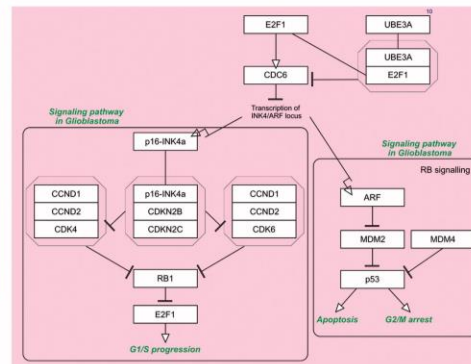 10
E2F1
UBE3A
UBE3A
E2F1
CDC6
Transcription of
INK4/ARF locus
Signaling pathway
in Glioblastoma
p16-INK4a
CCND1
CCND2
CDK4
p16-INK4a
CDKN2B
CDKN2C
CCND1
CCND2
CDK6
RB1
E2F1
G1/S progression
Signaling pathway
in Glioblastoma
RB signalling
ARF
MDM2
MDM4
p53
Apoptosis
G2/M arrest